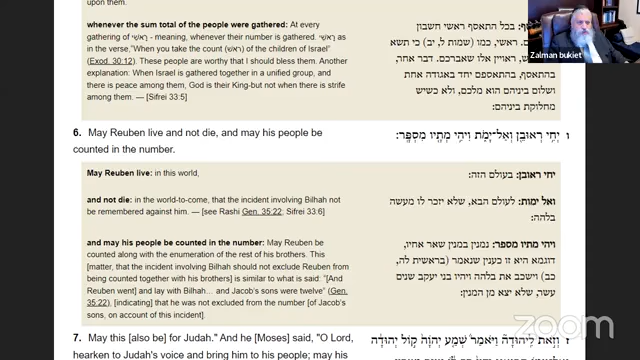 upon them.
whenever the sum total of the people were gathered: At every
gathering of רָאשֵׁי - meaning, whenever their number is gathered. רָאשֵׁי as
in the verse,"When you take the count (רֹאשׁ) of the children of Israel"
(Exod. 30:12). These people are worthy that I should bless them. Another
explanation: When Israel is gathered together in a unified group, and
there is peace among them, God is their King-but not when there is strife
among them. — [Sifrei 33:5]
בכל התאסף ראשי חשבון
ראשי, כמו (שמות ל, יב) כי תשא
ראויין אלו שאברכם. דבר אחר,
בהתאסף, בהתאספם יחד באגודה אחת
ושלום ביניהם הוא מלכם, ולא כשיש
מחלוקת ביניהם:
Zalman bukiet
6. May Reuben live and not die, and may his people be
counted in the number.
ו יְחִ֥י רְאוּבֵ֖ן וְאַל־יָמֹ֑ת וִיהִ֥י מְתָ֖יו מִסְפָּֽר:
May Reuben live: in this world,
and not die: in the world-to-come, that the incident involving Bilhah not
be remembered against him. — [see Rashi Gen. 35:22; Sifrei 33:6]
and may his people be counted in the number: May Reuben be
counted along with the enumeration of the rest of his brothers. This
[matter, that the incident involving Bilhah should not exclude Reuben from
being counted together with his brothers] is similar to what is said: "[And
Reuben went] and lay with Bilhah... and Jacob's sons were twelve" (Gen.
35:22), [indicating] that he was not excluded from the number [of Jacob's
sons, on account of this incident].
יחי ראובן: בעולם הזה:
ואל ימות: לעולם הבא, שלא יזכר לו מעשה
בלהה:
ויהי מתיו מספר: נמנין במנין שאר אחיו,
דוגמא היא זו כענין שנאמר (בראשית לה,
כב) וישכב את בלהה ויהיו בני יעקב שנים
עשר, שלא יצא מן המנין:
7. May this [also be] for Judah." And he [Moses] said, "O Lord,
hearken to Judah's voice and bring him to his people; may his
ז וְזֹ֣את לִֽיהוּדָה֮ וַיֹּאמַר֒ שְׁמַ֤ע יְהֹוָה֙ ק֣וֹל יְהוּדָ֔ה
zoom